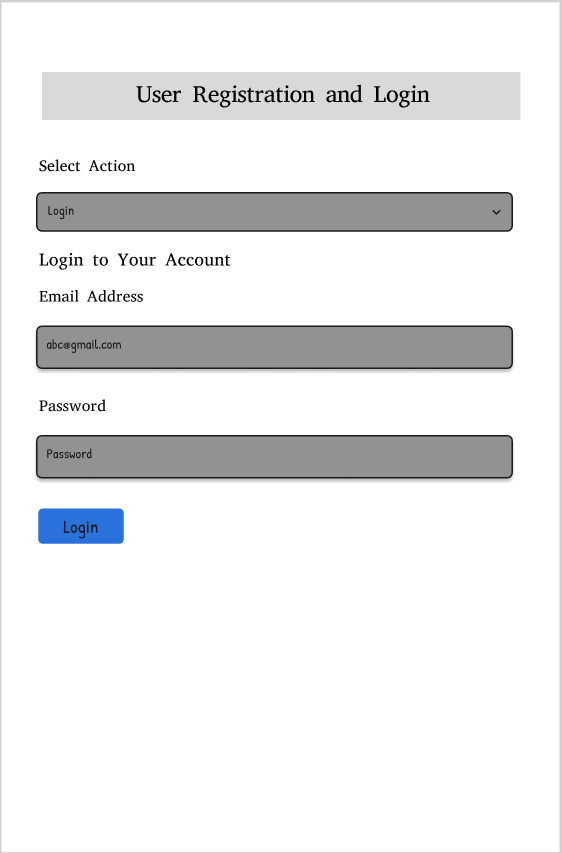 User Registration and Login
Select Action
Login
Login to Your Account
Email Address
abc@gmail.com
Password
Password
Login